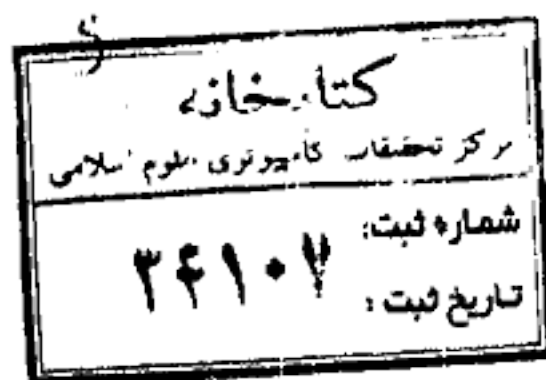 کتابخانه
مرکز تحقیقات کامپیوتری علوم اسلامی
شماره ثبت: ۳۴۱۰۷
تاریخ ثبت: